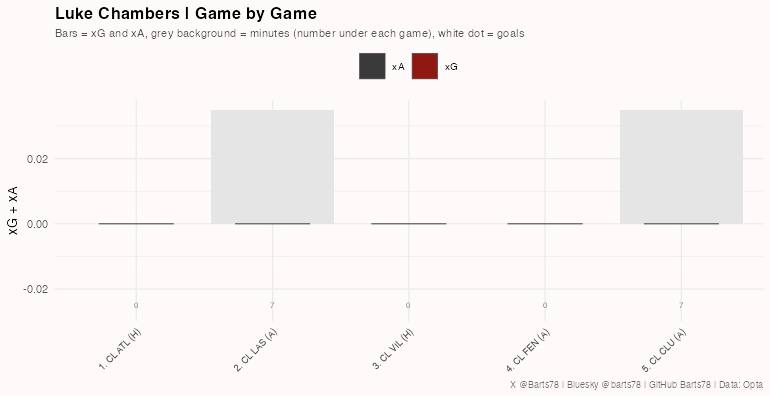 Luke Chambers | Game by Game
Bars = xG and xA, grey background = minutes (number under each game), white dot = goals
xA xG
xG + xA
0.02
0.00
-0.02
0 7 0 0 7
1. CL ATL (H) 2. CL LAS (A) 3. CL VIL (H) 4. CL FEN (A) 5. CL CLU (A)
X @Barts78 | Bluesky @barts78 | GitHub Barts78 | Data: Opta